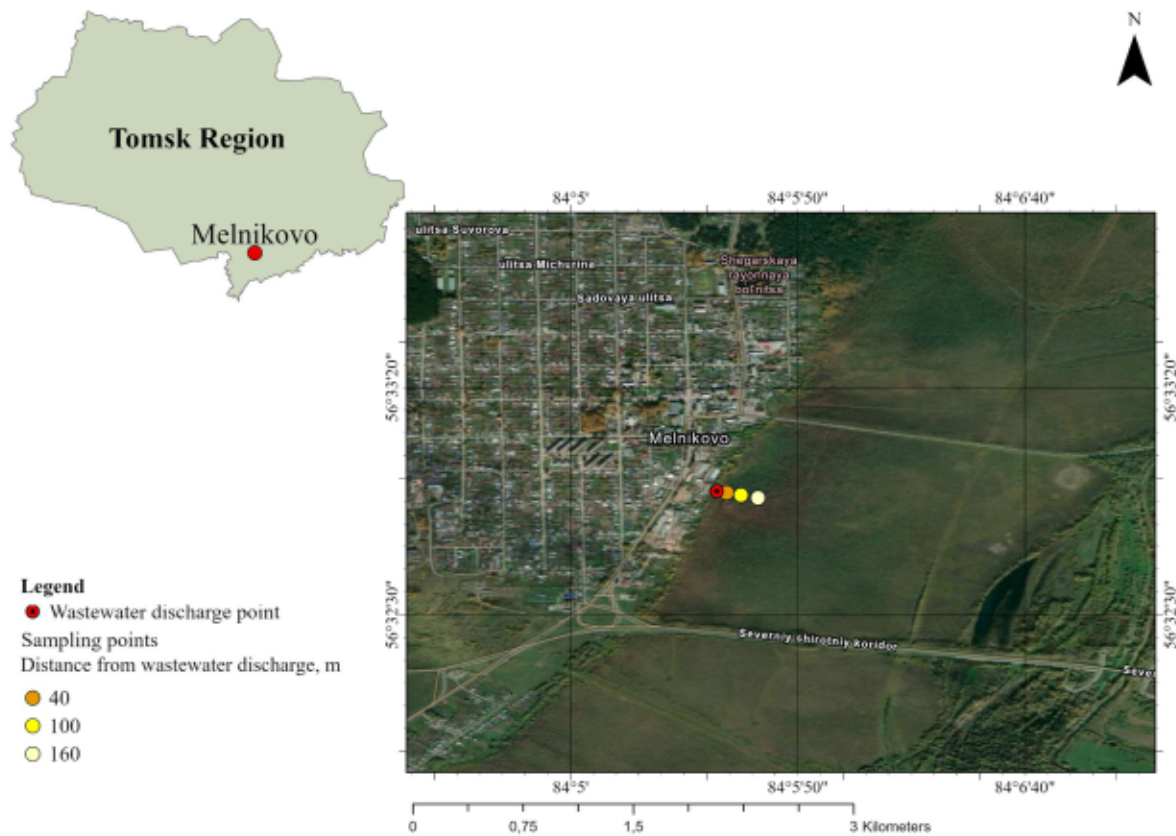 N
Tomsk Region
Melnikovo
84°5' 84°5'50" 84°6'40"
ulitsa Suvorova
ulitsa Michurina
Shegarskaya
rayonnaya
bol'nitsa
Sadovaya ulitsa
56°33'20" 56°33'20"
Melnikovo
56°32'30" 56°32'30"
Severniy shirotniy koridor
Sever
Legend
Wastewater discharge point
Sampling points
Distance from wastewater discharge, m
40
100
160
84°5' 84°5'50" 84°6'40"
0 0,75 1,5 3 Kilometers